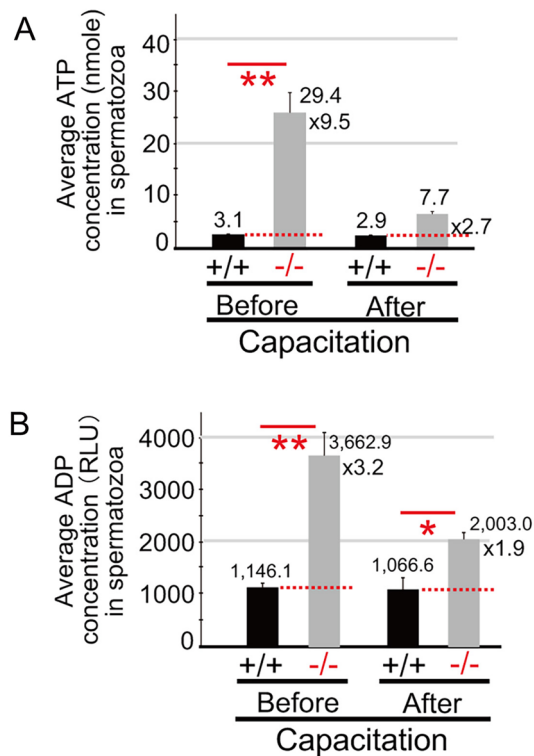 A
Average ATP
concentration (nmole)
in spermatozoa
40
30
20
10
0
**
29.4
x9.5
3.1
2.9
7.7
x2.7
+/+ -/- +/+ -/-
Before After
Capacitation
B
Average ADP
concentration (RLU)
in spermatozoa
4000
3000
2000
1000
0
**
3,662.9
x3.2
1,146.1
*
2,003.0
x1.9
1,066.6
+/+ -/- +/+ -/-
Before After
Capacitation